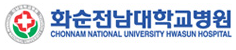 화순전남대학교병원
CHONNAM NATIONAL UNIVERSITY HWASUN HOSPITAL